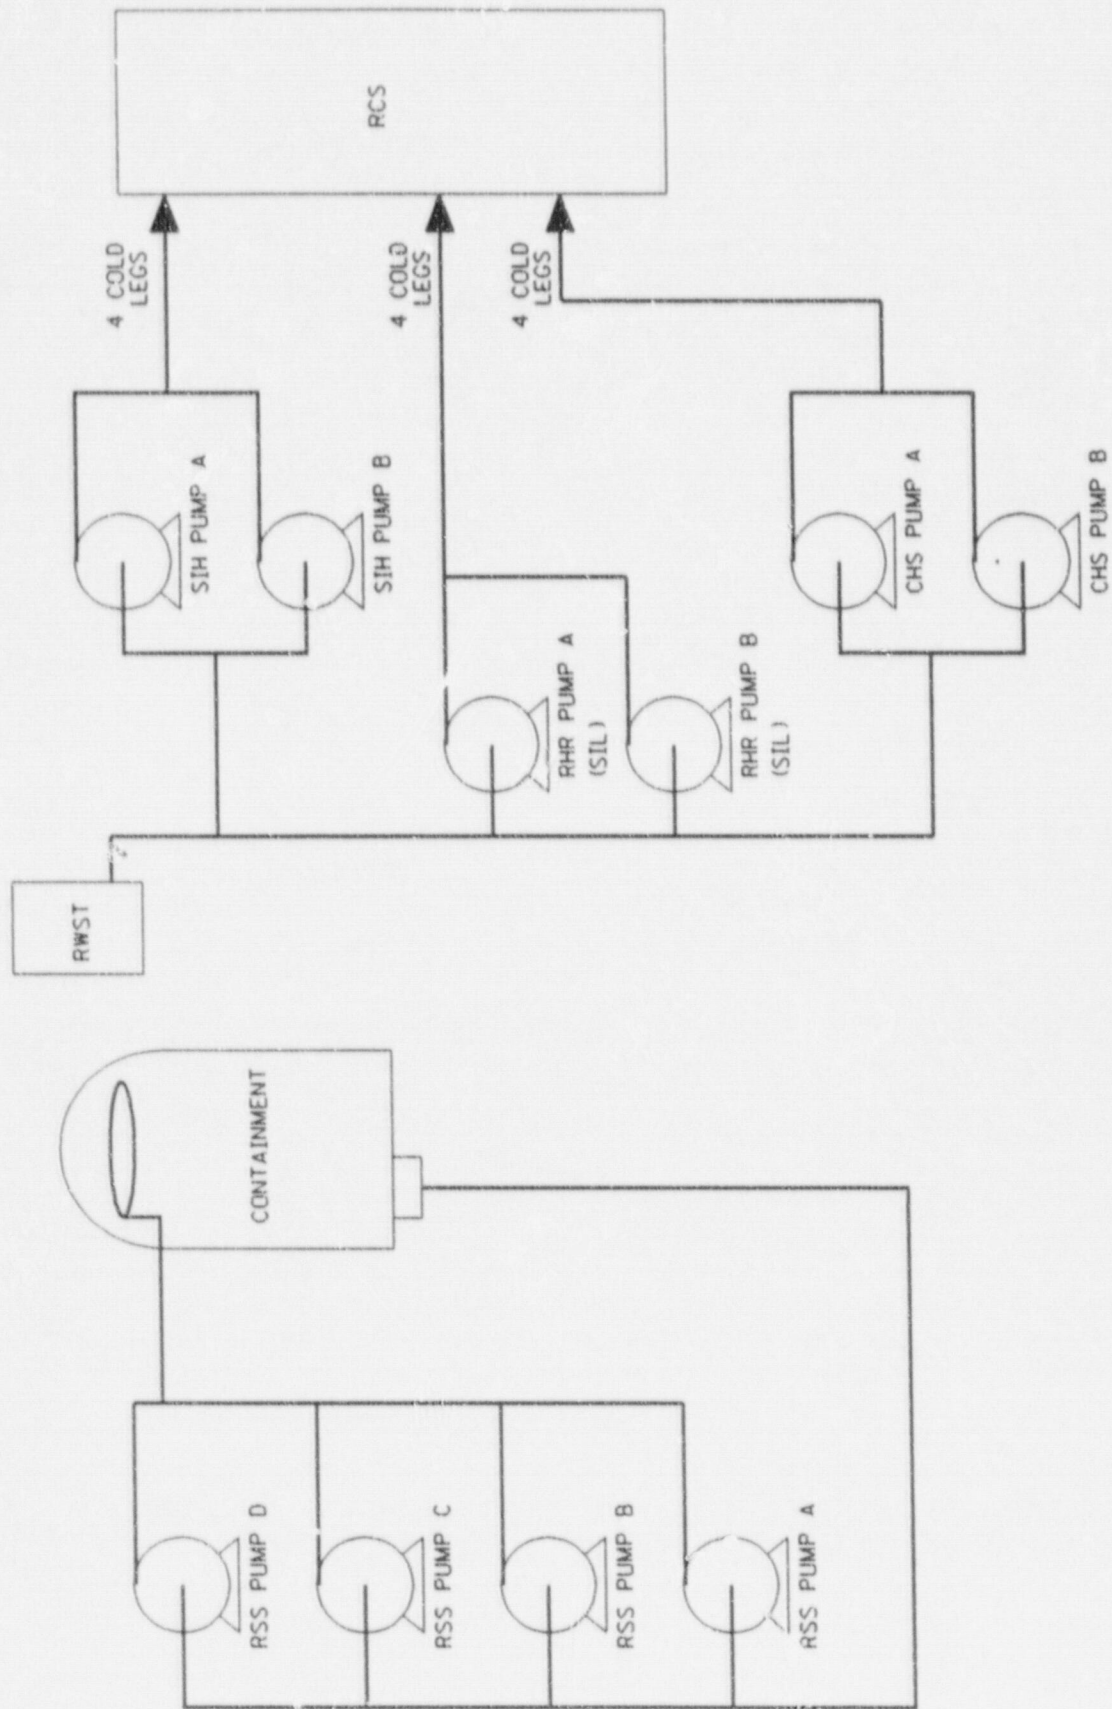 RCS
4 COLD
LEGS
4 COLD
LEGS
4 COLD
LEGS
SIH PUMP A
SIH PUMP B
RHR PUMP A
(SIL)
RHR PUMP B
(SIL)
CHS PUMP A
CHS PUMP B
RWST
CONTAINMENT
RSS PUMP D
RSS PUMP C
RSS PUMP B
RSS PUMP A